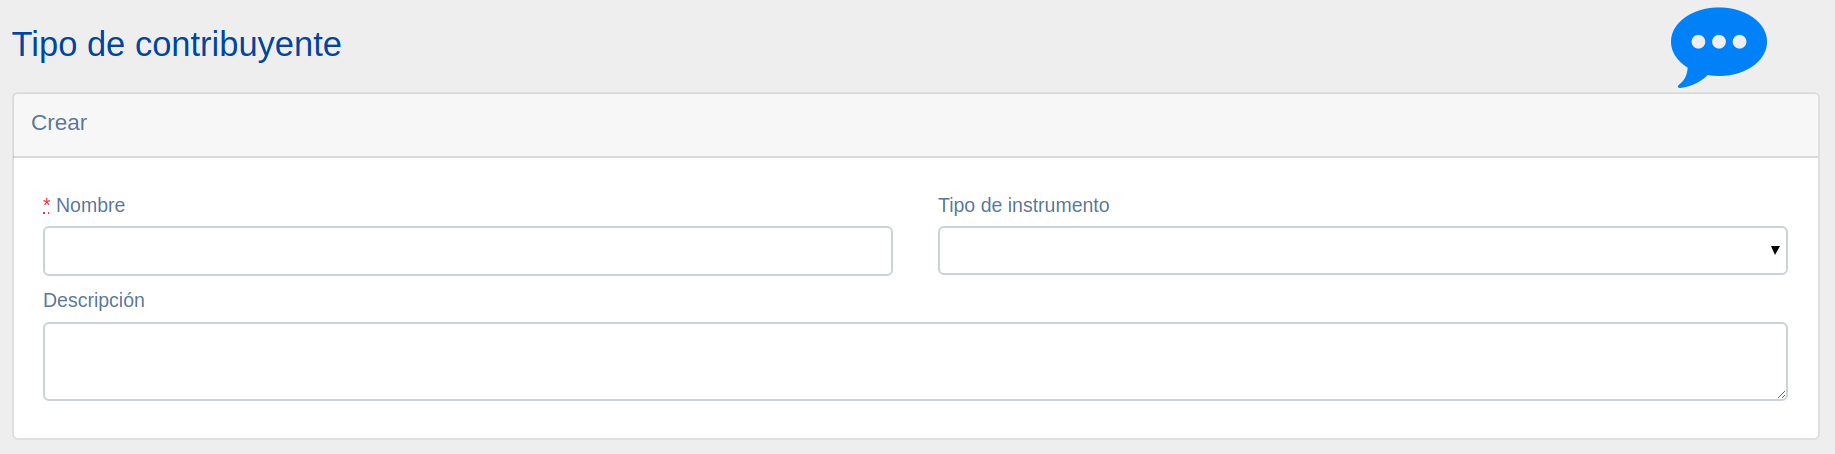 Tipo de contribuyente
Crear
* Nombre
Tipo de instrumento
Descripción